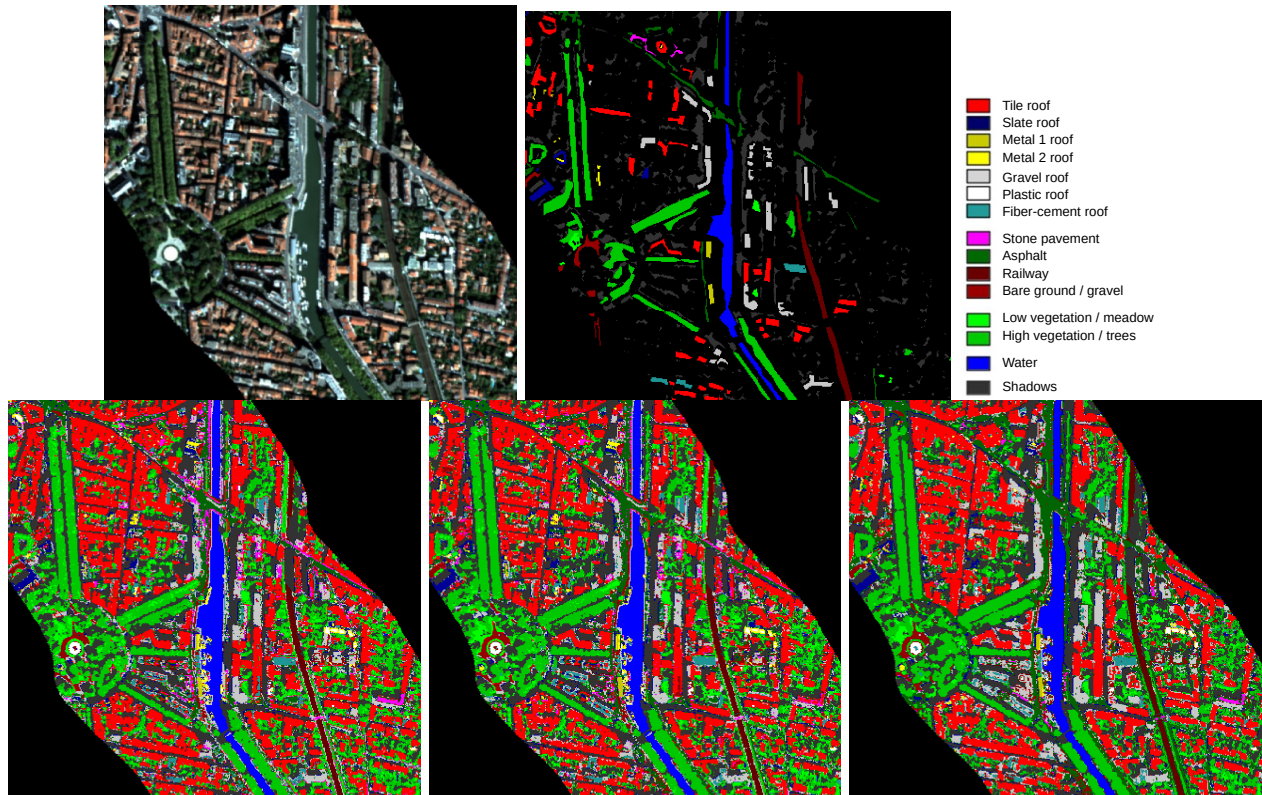 Tile roof
Slate roof
Metal 1 roof
Metal 2 roof
Gravel roof
Plastic roof
Fiber-cement roof
Stone pavement
Asphalt
Railway
Bare ground / gravel
Low vegetation / meadow
High vegetation / trees
Water
Shadows